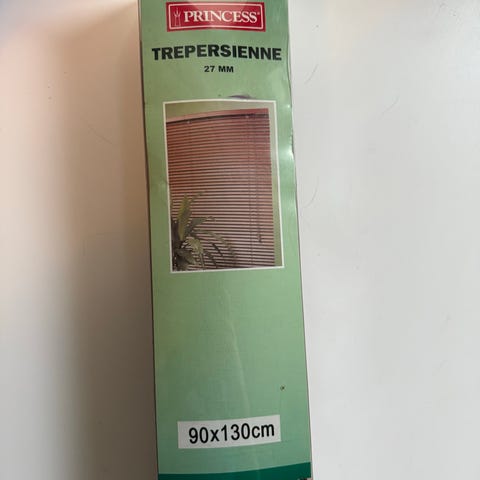 PRINCESS®
TREPERSIENNE
27 MM
90x130cm